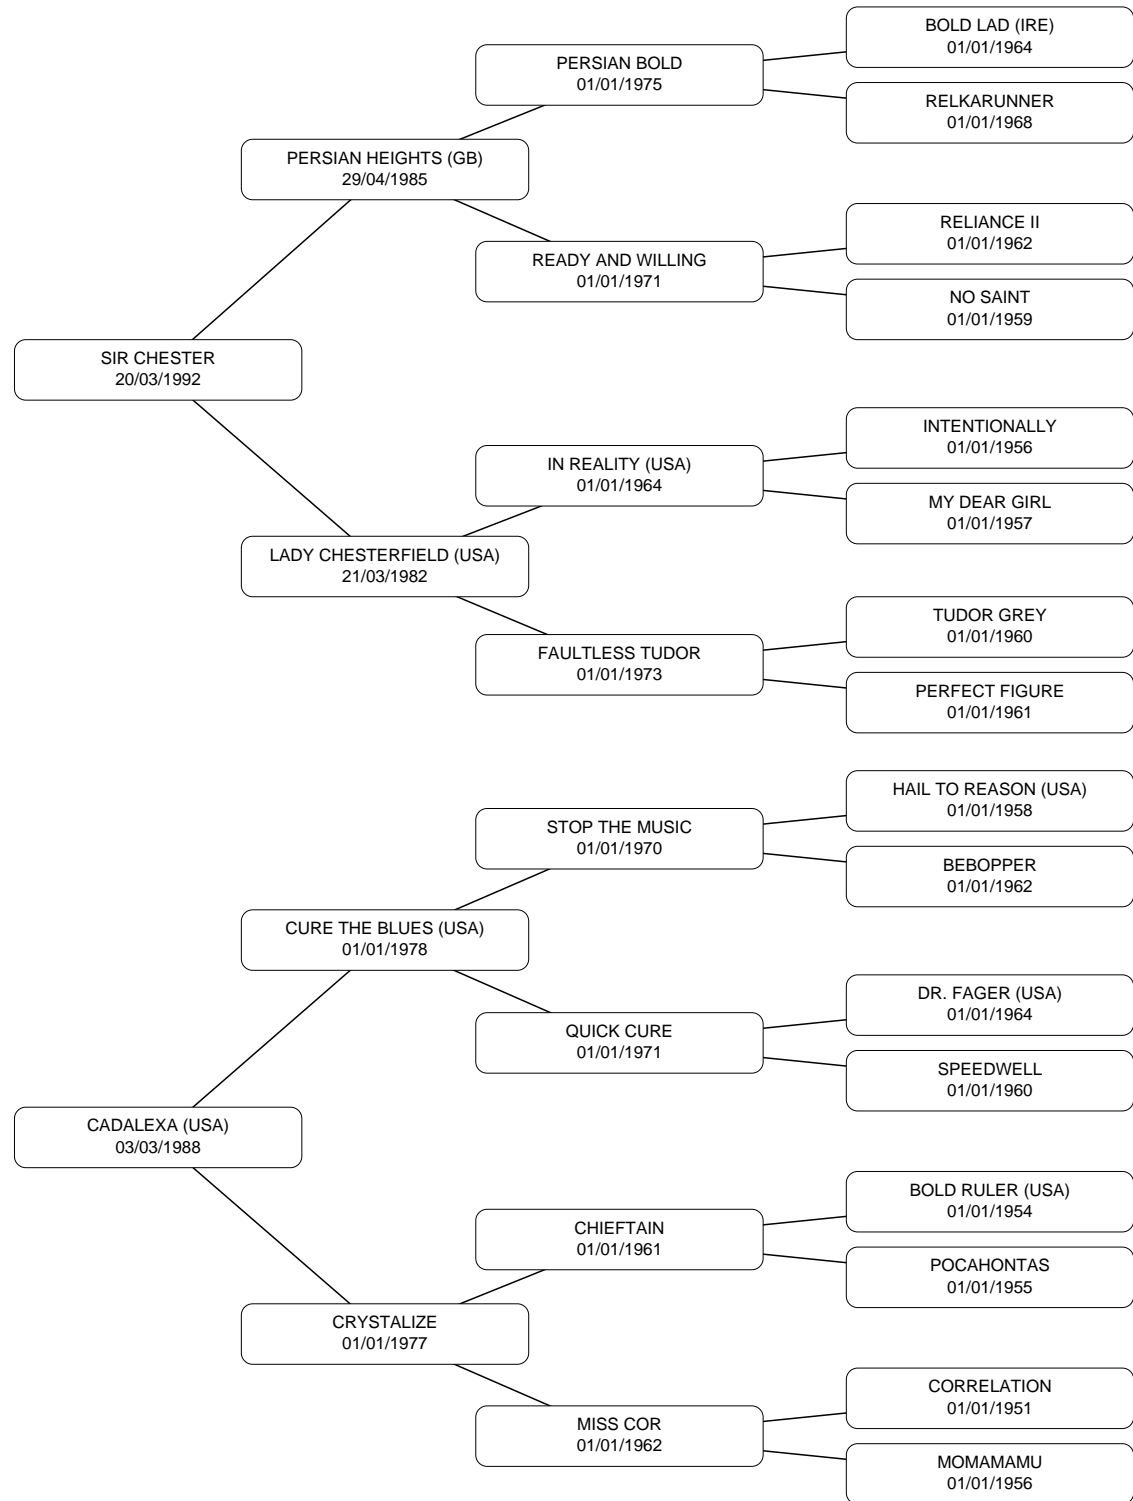 BOLD LAD (IRE)
01/01/1964
PERSIAN BOLD
01/01/1975
RELKARUNNER
01/01/1968
PERSIAN HEIGHTS (GB)
29/04/1985
RELIANCE II
01/01/1962
READY AND WILLING
01/01/1971
NO SAINT
01/01/1959
SIR CHESTER
20/03/1992
INTENTIONALLY
01/01/1956
IN REALITY (USA)
01/01/1964
MY DEAR GIRL
01/01/1957
LADY CHESTERFIELD (USA)
21/03/1982
TUDOR GREY
01/01/1960
FAULTLESS TUDOR
01/01/1973
PERFECT FIGURE
01/01/1961
HAIL TO REASON (USA)
01/01/1958
STOP THE MUSIC
01/01/1970
BEBOPPER
01/01/1962
CURE THE BLUES (USA)
01/01/1978
DR. FAGER (USA)
01/01/1964
QUICK CURE
01/01/1971
SPEEDWELL
01/01/1960
CADALEXA (USA)
03/03/1988
BOLD RULER (USA)
01/01/1954
CHIEFTAIN
01/01/1961
POCAHONTAS
01/01/1955
CRYSTALIZE
01/01/1977
CORRELATION
01/01/1951
MISS COR
01/01/1962
MOMAMAMU
01/01/1956